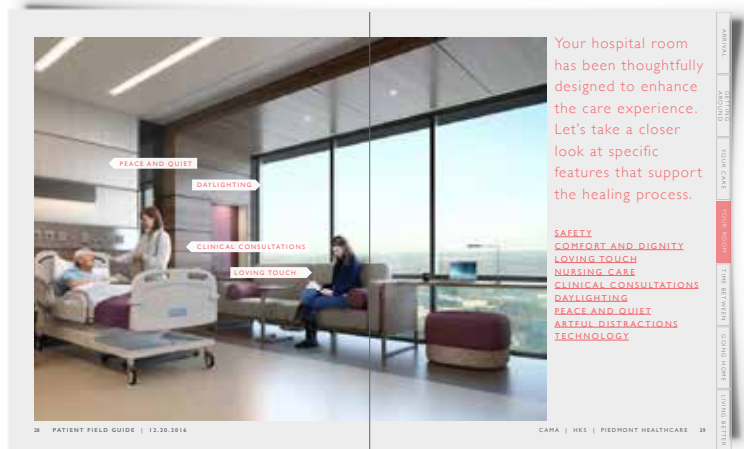 PEACE AND QUIET
DAYLIGHTING
CLINICAL CONSULTATIONS
LOVING TOUCH
Your hospital room
has been thoughtfully
designed to enhance
the care experience.
Let's take a closer
look at specific
features that support
the healing process.
SAFETY
COMFORT AND DIGNITY
LOVING TOUCH
NURSING CARE
CLINICAL CONSULTATIONS
DAYLIGHTING
PEACE AND QUIET
ARTFUL DISTRACTIONS
TECHNOLOGY
ARRIVAL
GETTING
AROUND
YOUR CARE
YOUR ROOM
TIME BETWEEN
GOING HOME
LIVING BETTER
28 PATIENT FIELD GUIDE | 12.20.2016
CAMA | HKS | PIEDMONT HEALTHCARE 29